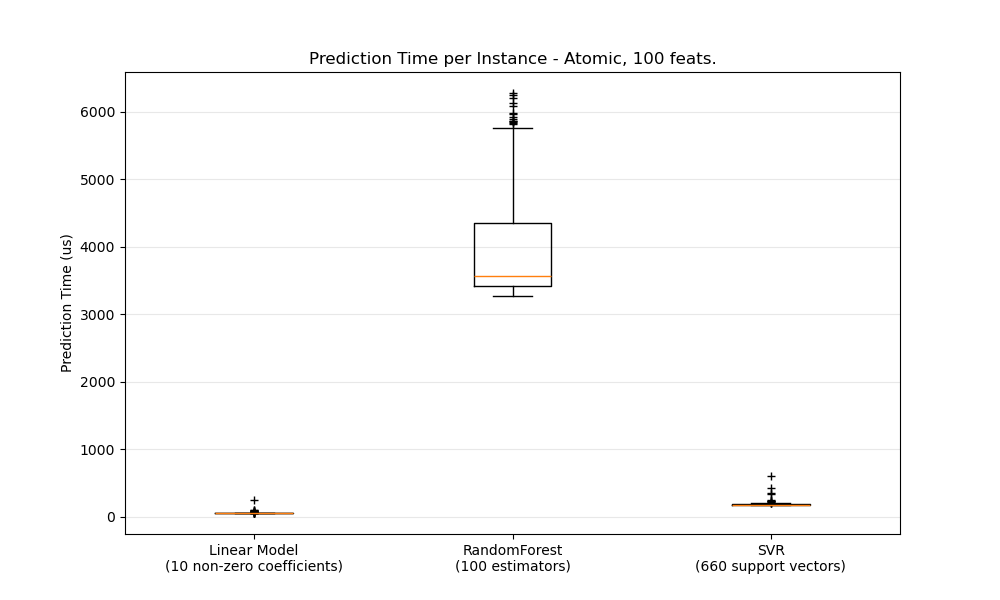 Prediction Time per Instance - Atomic, 100 feats.
Prediction Time (us)
6000
5000
4000
3000
2000
1000
0
Linear Model
(10 non-zero coefficients)
RandomForest
(100 estimators)
SVR
(660 support vectors)